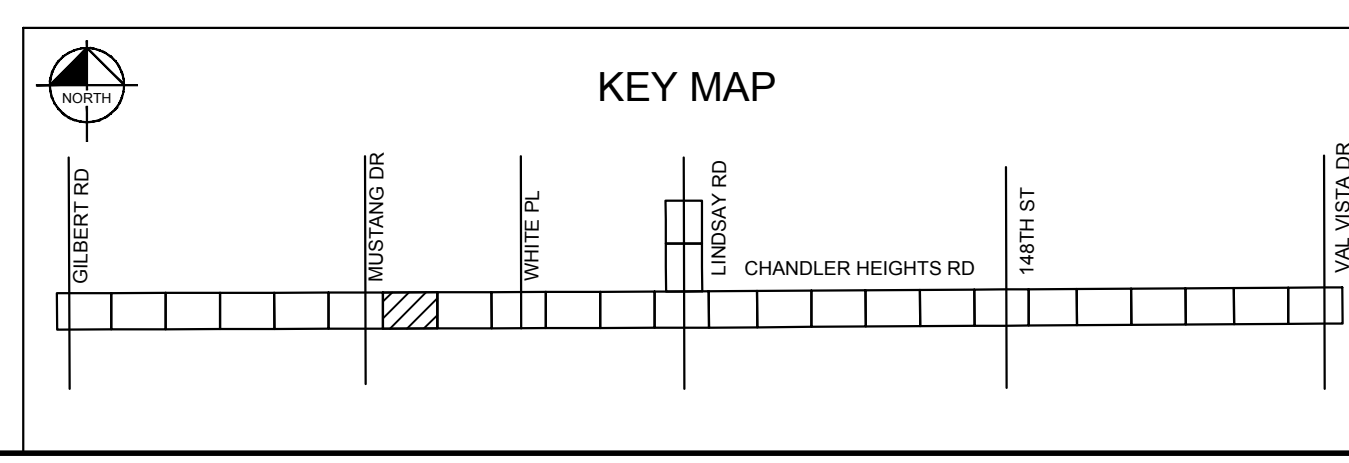 NORTH
KEY MAP
GILBERT RD
MUSTANG DR
WHITE PL
LINDSAY RD
CHANDLER HEIGHTS RD
148TH ST
VAL VISTA DR